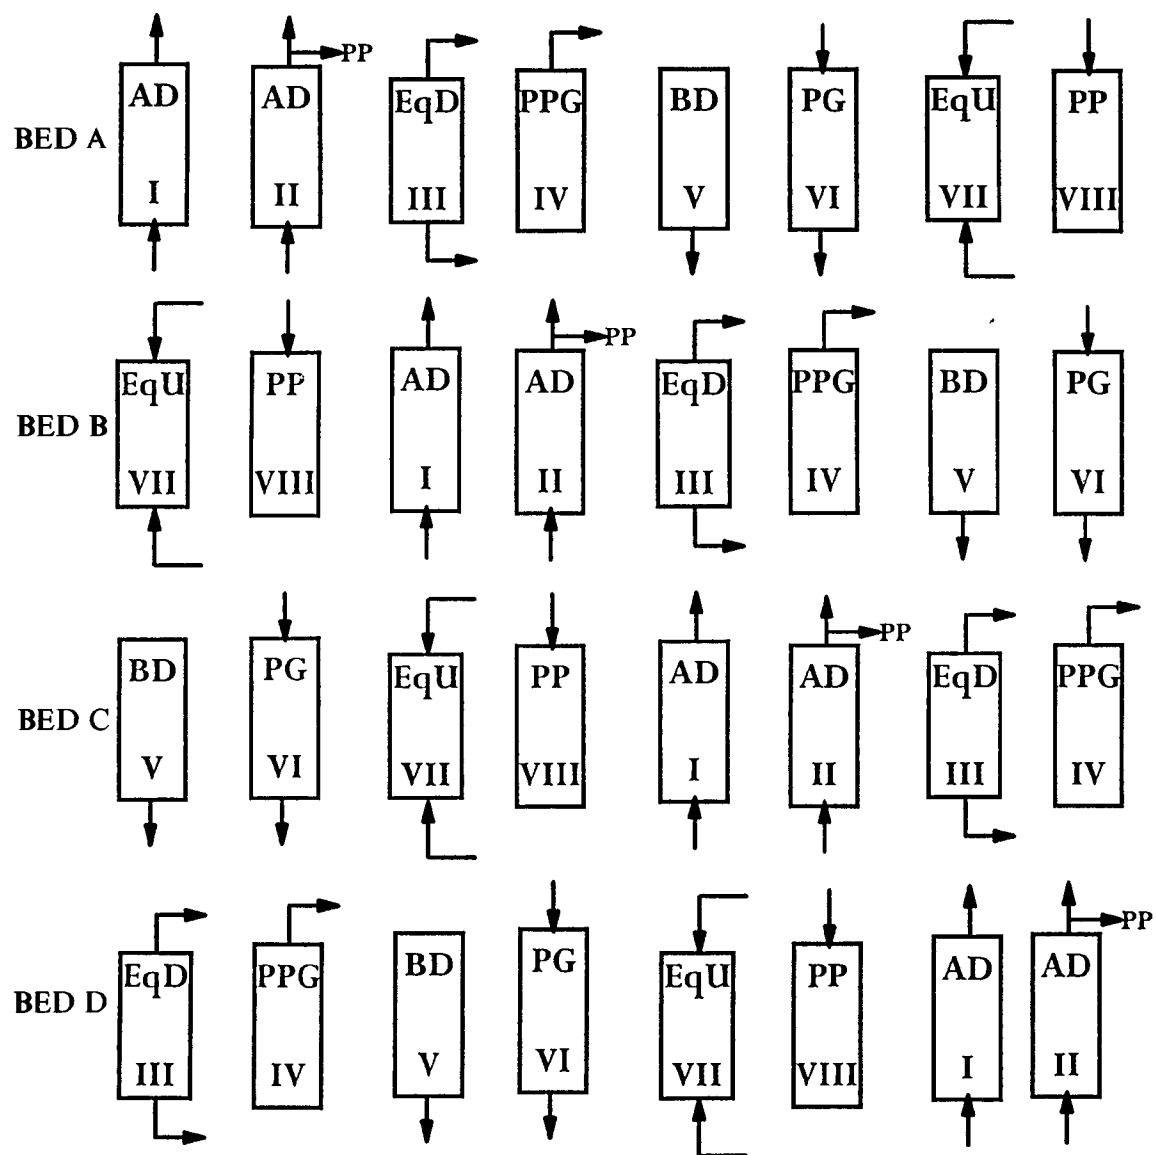 AD AD PP EqD PPG BD PG EqU PP
BED A
I II III IV V VI VII VIII
EqU PP AD AD PP EqD PPG BD PG
BED B
VII VIII I II III IV V VI
BD PG EqU PP AD AD PP EqD PPG
BED C
V VI VII VIII I II III IV
EqD PPG BD PG EqU PP AD AD PP
BED D
III IV V VI VII VIII I II